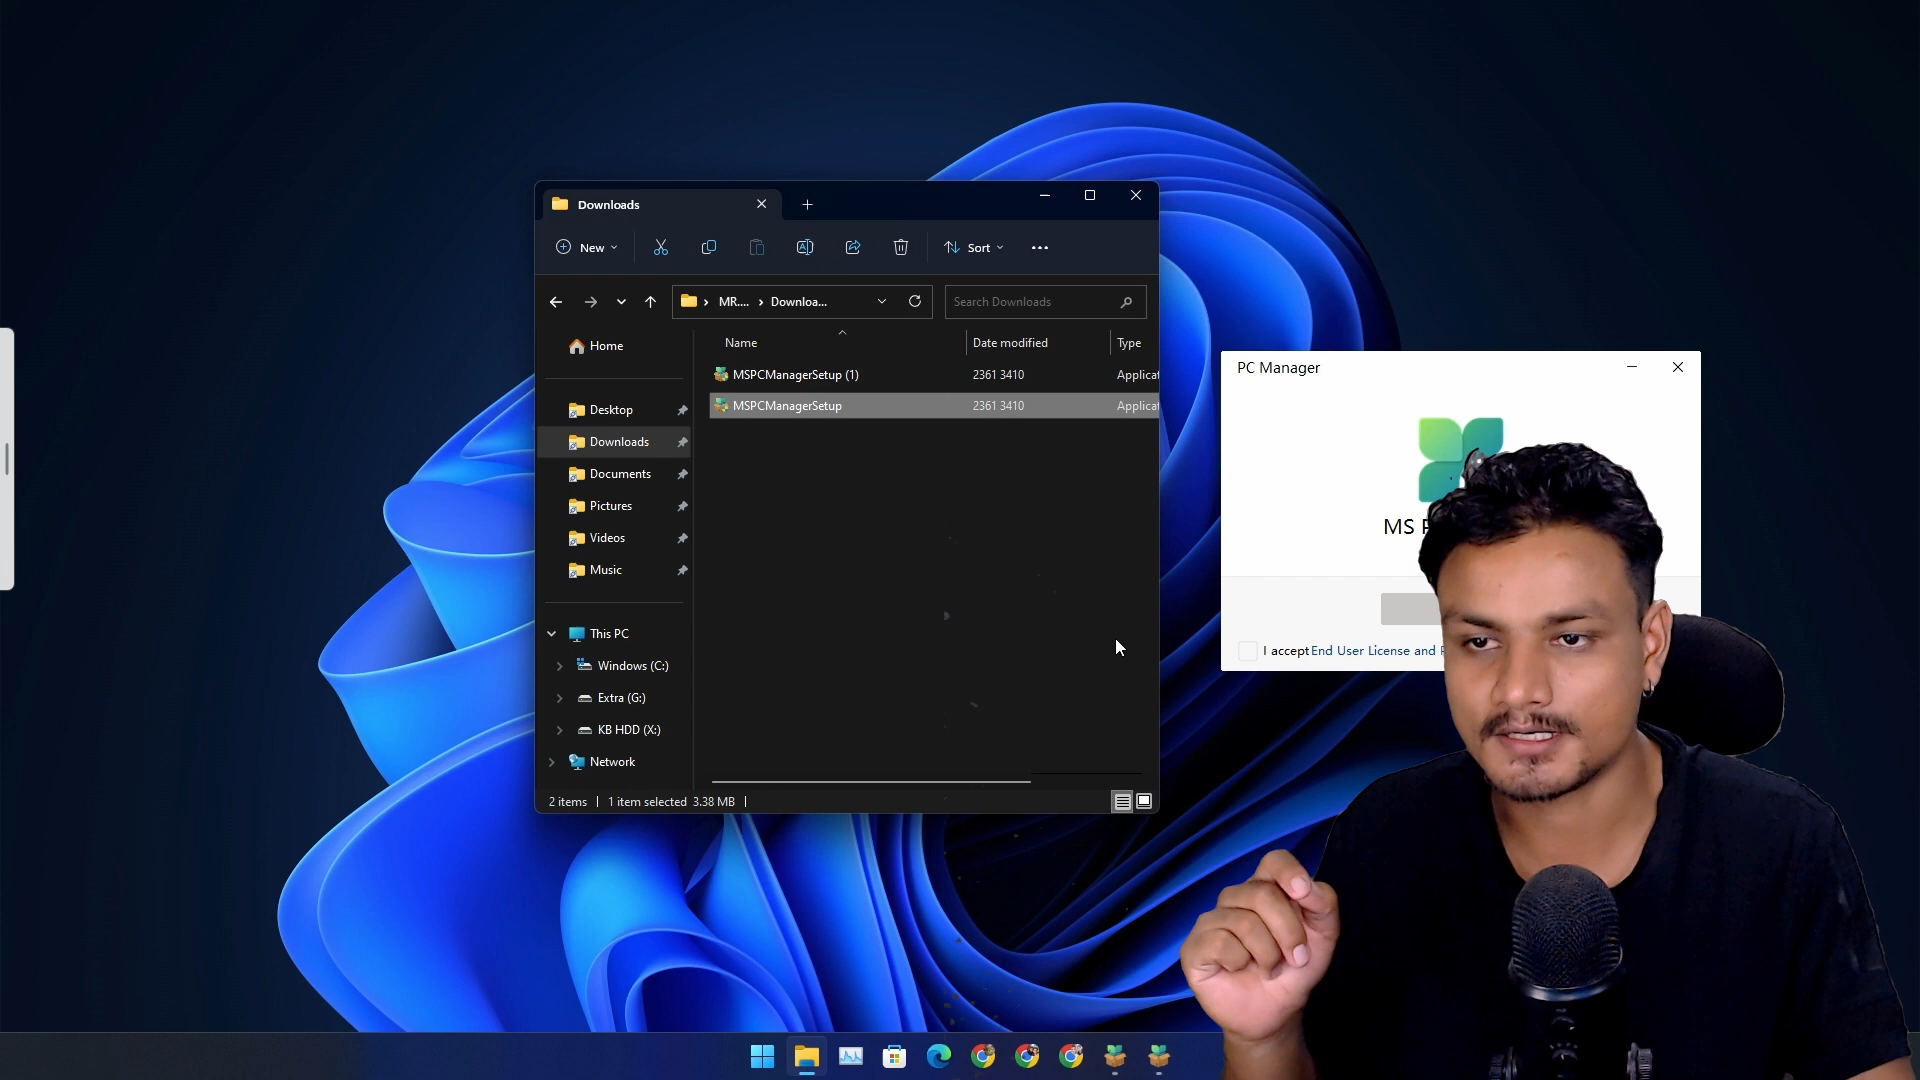 Downloads
New
Sort
MR....
Downloa...
Search Downloads
Home
Desktop
Downloads
Documents
Pictures
Videos
Music
This PC
Windows (C:)
Extra (G:)
KB HDD (X:)
Network
Name
Date modified
Type
MSPCManagerSetup (1)
2361 3410
Applicat
MSPCManagerSetup
2361 3410
Applicat
2 items
1 item selected 3.38 MB
PC Manager
MS
I accept End User License and